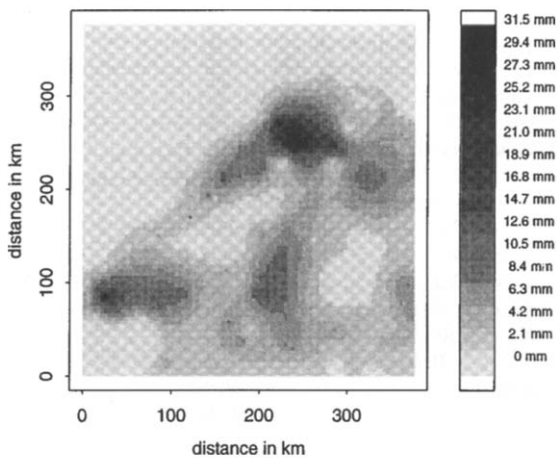 distance in km
300
200
100
0
0
100
200
300
distance in km
31.5 mm
29.4 mm
27.3 mm
25.2 mm
23.1 mm
21.0 mm
18.9 mm
16.8 mm
14.7 mm
12.6 mm
10.5 mm
8.4 mm
6.3 mm
4.2 mm
2.1 mm
0 mm